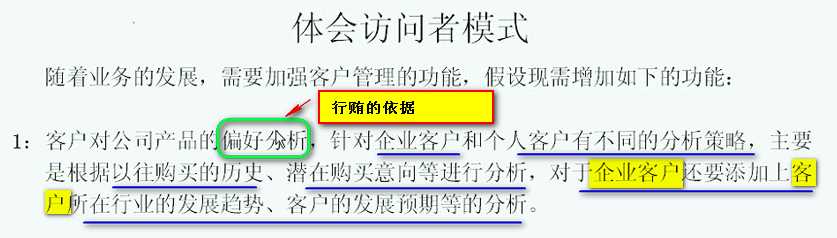 体会访问者模式
随着业务的发展，需要加强客户管理的功能，假设现需增加如下的功能：
行贿的依据
1：客户对公司产品的偏好分析，针对企业客户和个人客户有不同的分析策略，主要
是根据以往购买的历史、潜在购买意向等进行分析，对于企业客户还要添加上客
户所在行业的发展趋势、客户的发展预期等的分析。